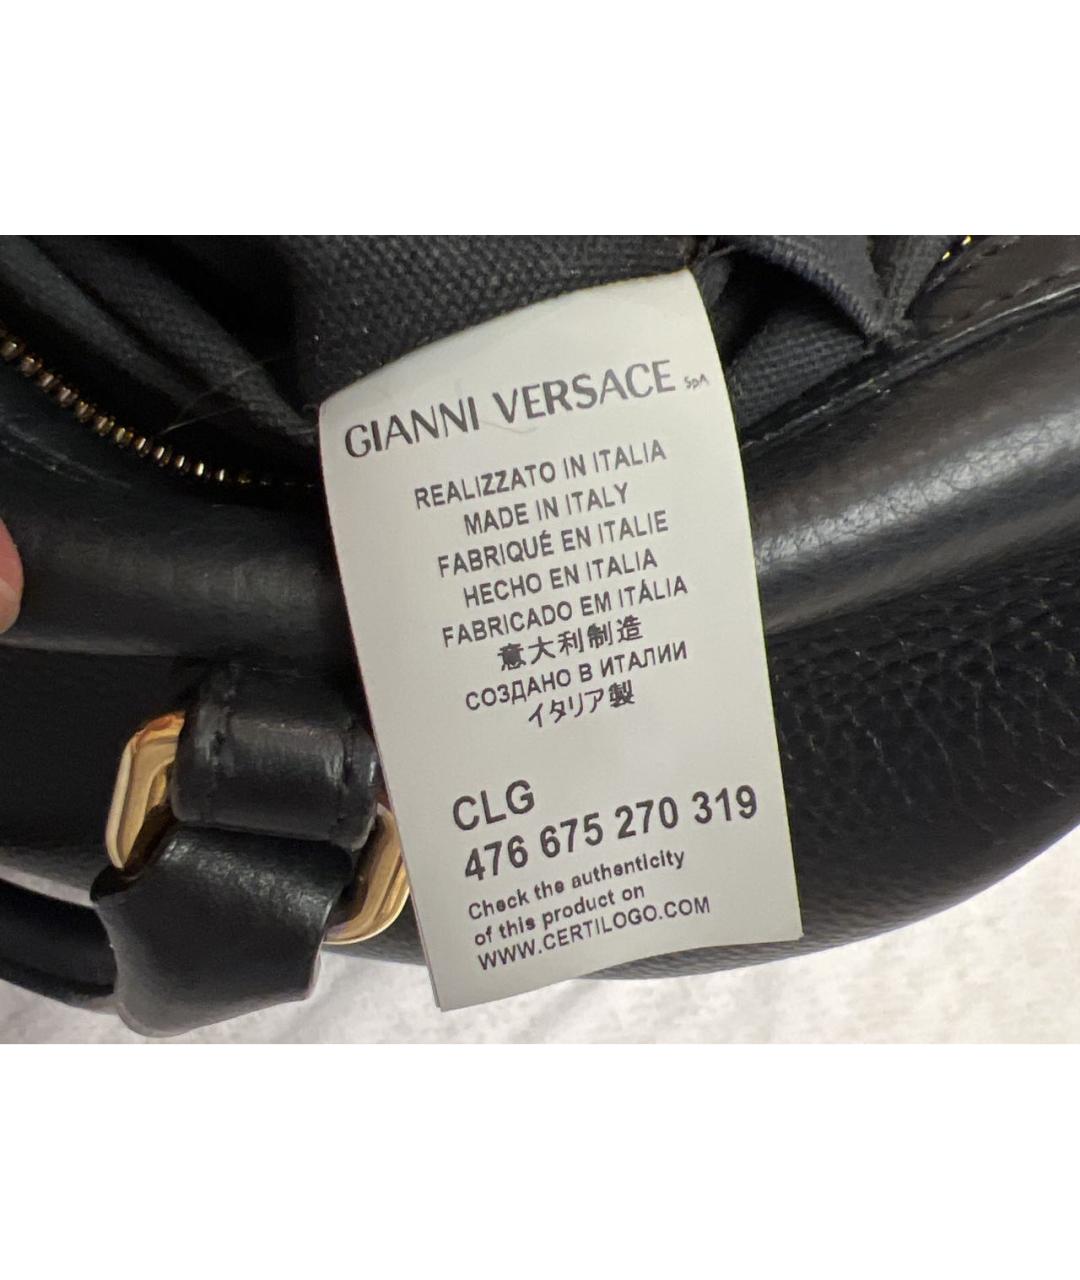 GIANNI VERSACE SpA
REALIZZATO IN ITALIA
MADE IN ITALY
FABRIQUÉ EN ITALIE
HECHO EN ITALIA
FABRICADO EM ITÁLIA
意大利制造
СОЗДАНО В ИТАЛИИ
イタリア製
CLG
476 675 270 319
Check the authenticity
of this product on
WWW.CERTILOGO.COM